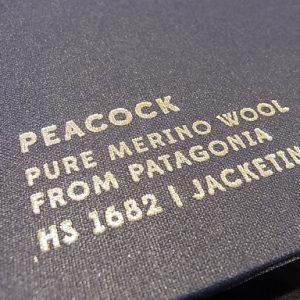 PEACOCK
PURE MERINO WOOL
FROM PATAGONIA
HS 1682 | JACKETIN